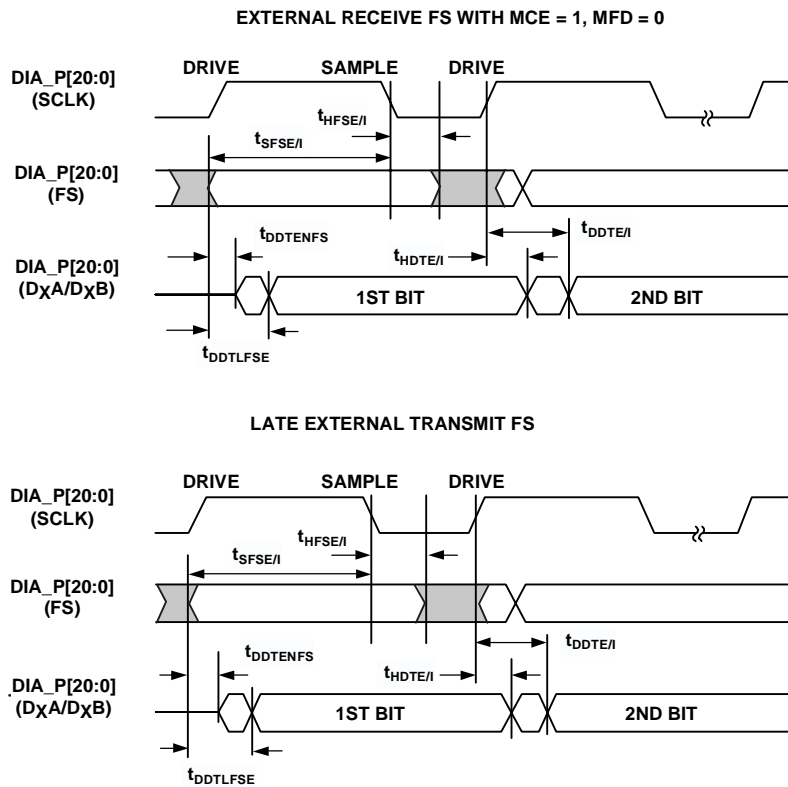 EXTERNAL RECEIVE FS WITH MCE = 1, MFD = 0
DRIVE SAMPLE DRIVE
DIA_P[20:0]
(SCLK)
tHFSE/I
tSFSE/I
DIA_P[20:0]
(FS)
tDDTENFS
tDDTE/I
tHDTE/I
DIA_P[20:0]
(DXA/DXB)
1ST BIT 2ND BIT
tDDTLFSE
LATE EXTERNAL TRANSMIT FS
DRIVE SAMPLE DRIVE
DIA_P[20:0]
(SCLK)
tHFSE/I
tSFSE/I
DIA_P[20:0]
(FS)
tDDTENFS
tDDTE/I
tHDTE/I
DIA_P[20:0]
(DXA/DXB)
1ST BIT 2ND BIT
tDDTLFSE